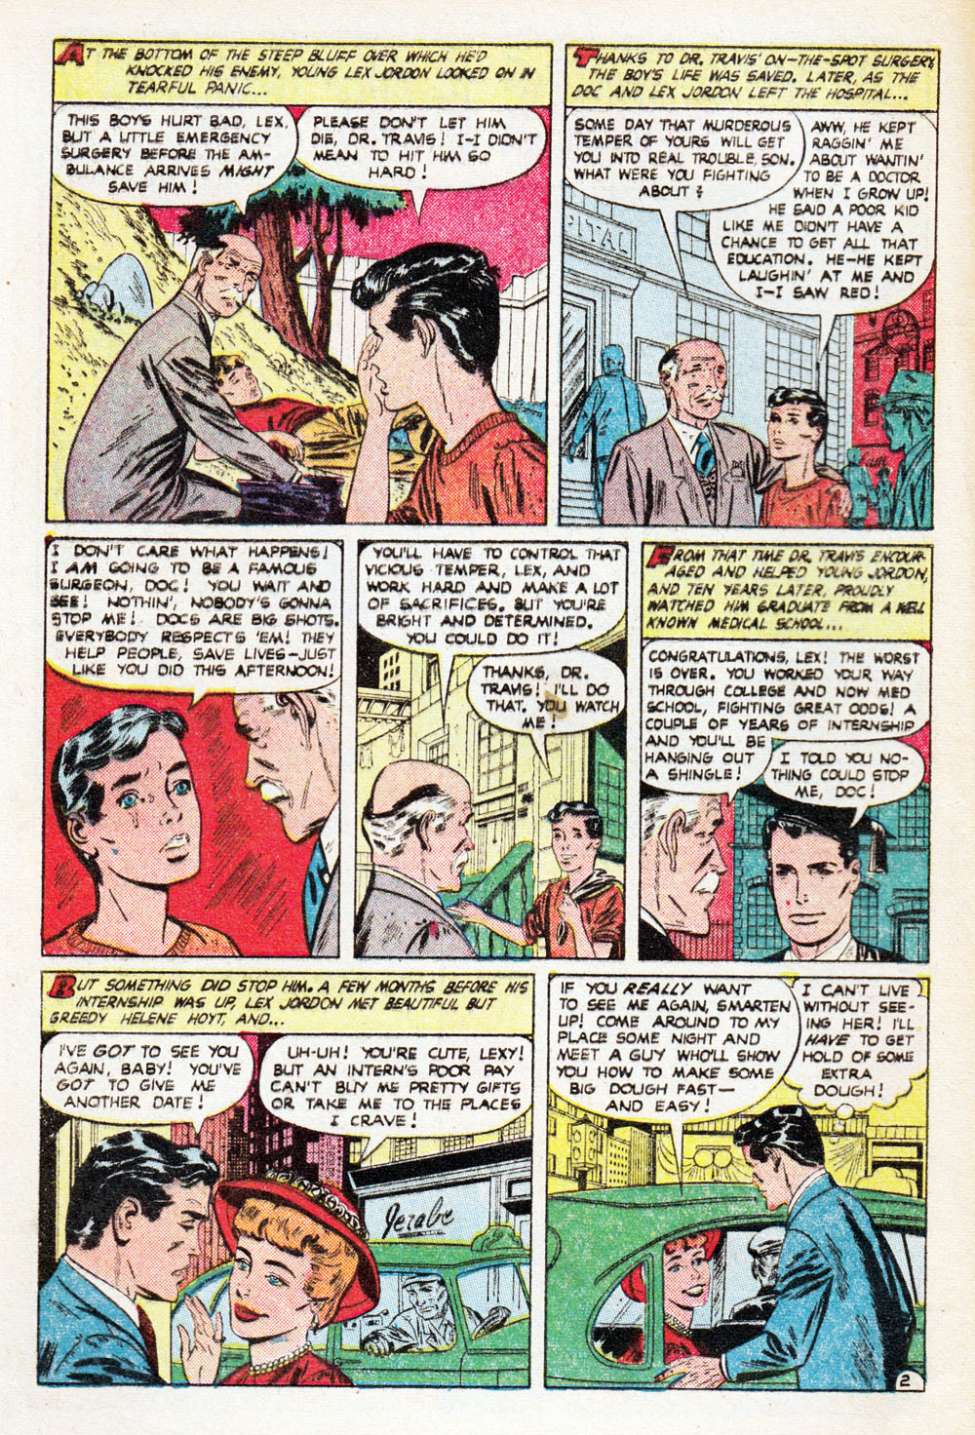 AT THE BOTTOM OF THE STEEP BLUFF OVER WHICH HE'D
KNOCKED HIS ENEMY, YOUNG LEX JORDON LOOKED ON IN
TEARFUL PANIC...
THIS BOY'S HURT BAD, LEX,
BUT A LITTLE EMERGENCY
SURGERY BEFORE THE AM-
BULANCE ARRIVES MIGHT
SAVE HIM!
PLEASE DON'T LET HIM
DIE, DR. TRAVIS! I-I DIDN'T
MEAN TO HIT HIM SO
HARD!
THANKS TO DR. TRAVIS' ON-THE-SPOT SURGERY,
THE BOY'S LIFE WAS SAVED. LATER, AS THE
DOC AND LEX JORDON LEFT THE HOSPITAL...
SOME DAY THAT MURDEROUS
TEMPER OF YOURS WILL GET
YOU INTO REAL TROUBLE, SON.
WHAT WERE YOU FIGHTING
ABOUT?
AWW, HE KEPT
RAGGIN' ME
ABOUT WANTIN'
TO BE A DOCTOR
WHEN I GROW UP!
HE SAID A POOR KID
LIKE ME DIDN'T HAVE A
CHANCE TO GET ALL THAT
EDUCATION. HE-HE KEPT
LAUGHIN' AT ME AND
I-I SAW RED!
PITAL
I DON'T CARE WHAT HAPPENS!
I AM GOING TO BE A FAMOUS
SURGEON, DOC! YOU WAIT AND
SEE! NOTHIN', NOBODY'S GONNA
STOP ME! DOCS ARE BIG SHOTS.
EVERYBODY RESPECTS 'EM! THEY
HELP PEOPLE, SAVE LIVES-JUST
LIKE YOU DID THIS AFTERNOON!
YOU'LL HAVE TO CONTROL THAT
VICIOUS TEMPER, LEX, AND
WORK HARD AND MAKE A LOT
OF SACRIFICES. BUT YOU'RE
BRIGHT AND DETERMINED.
YOU COULD DO IT!
THANKS, DR.
TRAVIS! I'LL DO
THAT. YOU WATCH
ME!
FROM THAT TIME DR. TRAVIS ENCOUR-
AGED AND HELPED YOUNG JORDON,
AND TEN YEARS LATER, PROUDLY
WATCHED HIM GRADUATE FROM A WELL
KNOWN MEDICAL SCHOOL...
CONGRATULATIONS, LEX! THE WORST
IS OVER. YOU WORKED YOUR WAY
THROUGH COLLEGE AND NOW MED
SCHOOL, FIGHTING GREAT ODDS! A
COUPLE OF YEARS OF INTERNSHIP
AND YOU'LL BE
HANGING OUT
A SHINGLE!
I TOLD YOU NO-
THING COULD STOP
ME, DOC!
BUT SOMETHING DID STOP HIM. A FEW MONTHS BEFORE HIS
INTERNSHIP WAS UP, LEX JORDON MET BEAUTIFUL BUT
GREEDY HELENE HOYT, AND...
I'VE GOT TO SEE YOU
AGAIN, BABY! YOU'VE
GOT TO GIVE ME
ANOTHER DATE!
UH-UH! YOU'RE CUTE, LEXY!
BUT AN INTERN'S POOR PAY
CAN'T BUY ME PRETTY GIFTS
OR TAKE ME TO THE PLACES
I CRAVE!
Jerabe
IF YOU REALLY WANT
TO SEE ME AGAIN, SMARTEN
UP! COME AROUND TO MY
PLACE SOME NIGHT AND
MEET A GUY WHO'LL SHOW
YOU HOW TO MAKE SOME
BIG DOUGH FAST—
AND EASY!
I CAN'T LIVE
WITHOUT SEE-
ING HER! I'LL
HAVE TO GET
HOLD OF SOME
EXTRA
DOUGH!
2